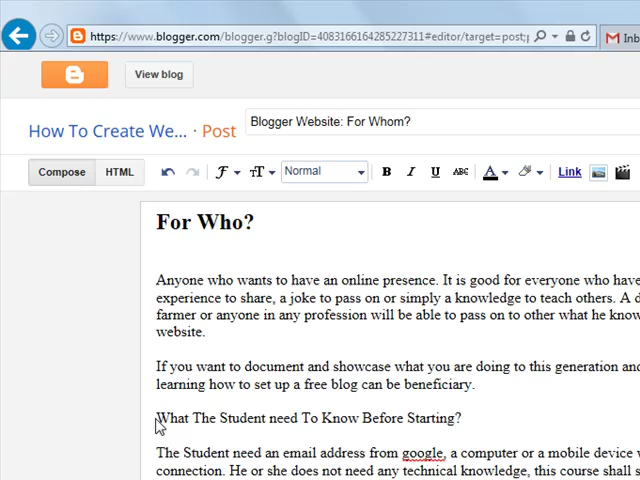 https://www.blogger.com/blogger.g?blogID=4083166164285227311#editor/target=post;p
Inb
View blog
How To Create We... · Post
Blogger Website: For Whom?
Compose HTML Normal B I U ABC A Link
For Who?
Anyone who wants to have an online presence. It is good for everyone who have
experience to share, a joke to pass on or simply a knowledge to teach others. A d
farmer or anyone in any profession will be able to pass on to other what he know
website.
If you want to document and showcase what you are doing to this generation and
learning how to set up a free blog can be beneficiary.
What The Student need To Know Before Starting?
The Student need an email address from google, a computer or a mobile device w
connection. He or she does not need any technical knowledge, this course shall s